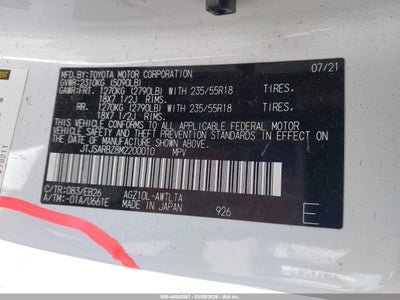 MFD.BY:TOYOTA MOTOR CORPORATION 07/21
GVWR:2310KG (5090LB)
GAWR:FRT. 1270KG (2790LB) WITH 235/55R18 TIRES,
18X7 1/2J RIMS.
RR. 1270KG (2790LB) WITH 235/55R18 TIRES,
18X7 1/2J RIMS.
THIS VEHICLE CONFORMS TO ALL APPLICABLE FEDERAL MOTOR
VEHICLE SAFETY, BUMPER, AND THEFT PREVENTION STANDARDS
IN EFFECT ON THE DATE OF MANUFACTURE SHOWN ABOVE.
JTJSARBZ8M2200010 MPV
C/TR:083/EB26 AGZ10L-AWTLTA
A/TM:-01A/U661E MADE IN JAPAN 926
E